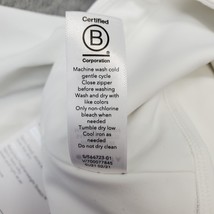 Certified
B
Corporation
Machine wash cold
gentle cycle
Close zipper
before washing
Wash and dry with
like colors
Only non-chlorine
bleach when
needed
Tumble dry low
Cool iron as
needed
Do not dry clean